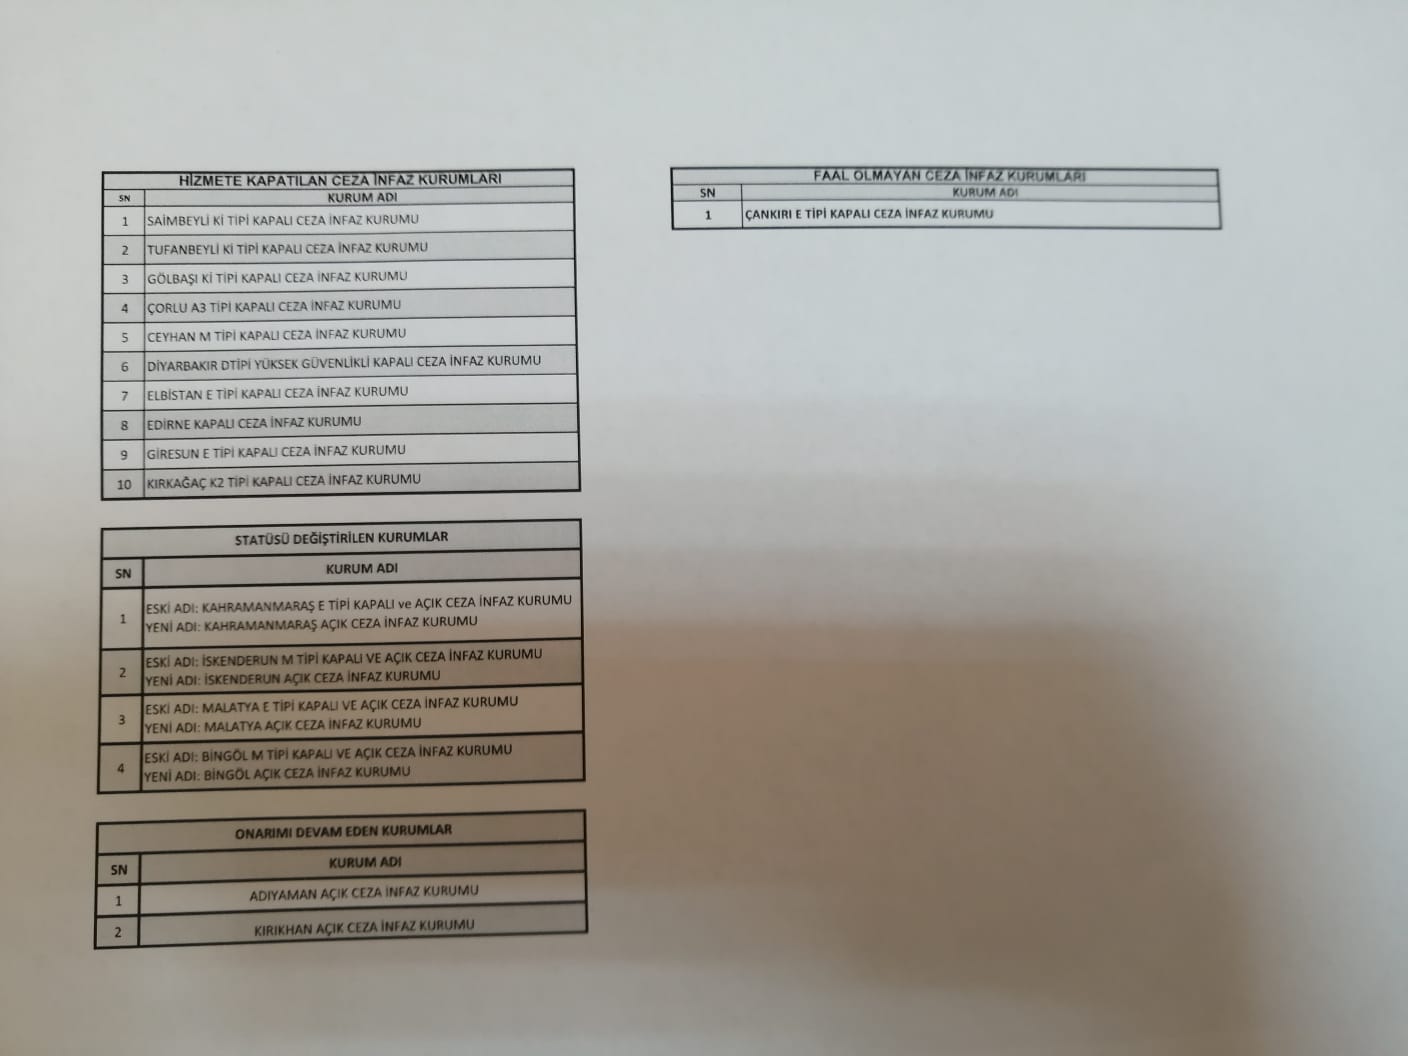 HİZMETE KAPATILAN CEZA İNFAZ KURUMLARI
SN KURUM ADI
1 SAİMBEYLİ Kİ TİPİ KAPALI CEZA İNFAZ KURUMU
2 TUFANBEYLİ Kİ TİPİ KAPALI CEZA İNFAZ KURUMU
3 GÖLBAŞI Kİ TİPİ KAPALI CEZA İNFAZ KURUMU
4 ÇORLU A3 TİPİ KAPALI CEZA İNFAZ KURUMU
5 CEYHAN M TİPİ KAPALI CEZA İNFAZ KURUMU
6 DİYARBAKIR DTİPİ YÜKSEK GÜVENLİKLİ KAPALI CEZA İNFAZ KURUMU
7 ELBİSTAN E TİPİ KAPALI CEZA İNFAZ KURUMU
8 EDİRNE KAPALI CEZA İNFAZ KURUMU
9 GİRESUN E TİPİ KAPALI CEZA İNFAZ KURUMU
10 KIRKAĞAÇ K2 TİPİ KAPALI CEZA İNFAZ KURUMU
STATÜSÜ DEĞİŞTİRİLEN KURUMLAR
SN KURUM ADI
1 ESKİ ADI: KAHRAMANMARAŞ E TİPİ KAPALI ve AÇIK CEZA İNFAZ KURUMU
YENİ ADI: KAHRAMANMARAŞ AÇIK CEZA İNFAZ KURUMU
2 ESKİ ADI: İSKENDERUN M TİPİ KAPALI VE AÇIK CEZA İNFAZ KURUMU
YENİ ADI: İSKENDERUN AÇIK CEZA İNFAZ KURUMU
3 ESKİ ADI: MALATYA E TİPİ KAPALI VE AÇIK CEZA İNFAZ KURUMU
YENİ ADI: MALATYA AÇIK CEZA İNFAZ KURUMU
4 ESKİ ADI: BİNGÖL M TİPİ KAPALI VE AÇIK CEZA İNFAZ KURUMU
YENİ ADI: BİNGÖL AÇIK CEZA İNFAZ KURUMU
ONARIMI DEVAM EDEN KURUMLAR
SN KURUM ADI
1 ADIYAMAN AÇIK CEZA İNFAZ KURUMU
2 KIRIKHAN AÇIK CEZA İNFAZ KURUMU
FAAL OLMAYAN CEZA İNFAZ KURUMLARI
SN KURUM ADI
1 ÇANKIRI E TİPİ KAPALI CEZA İNFAZ KURUMU